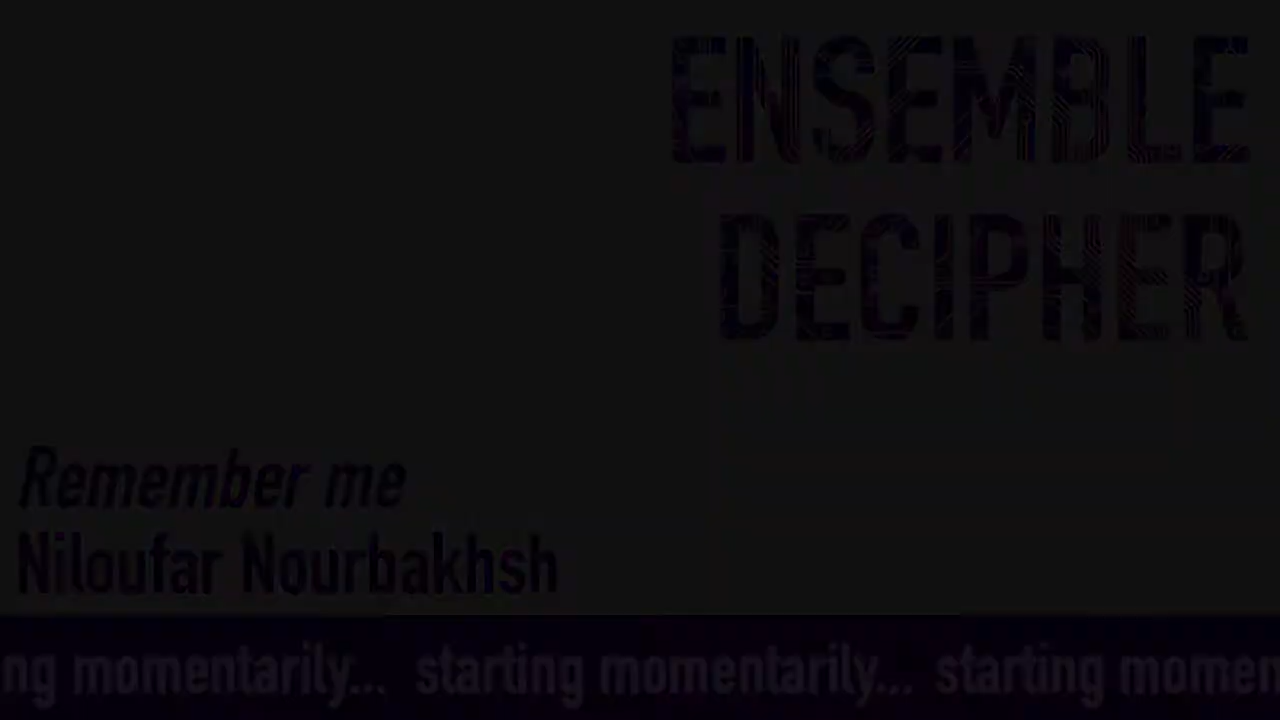 ENSEMBLE
DECIPHER
Remember me
Niloufar Nourbakhsh
ng momentarily... starting momentarily... starting momen